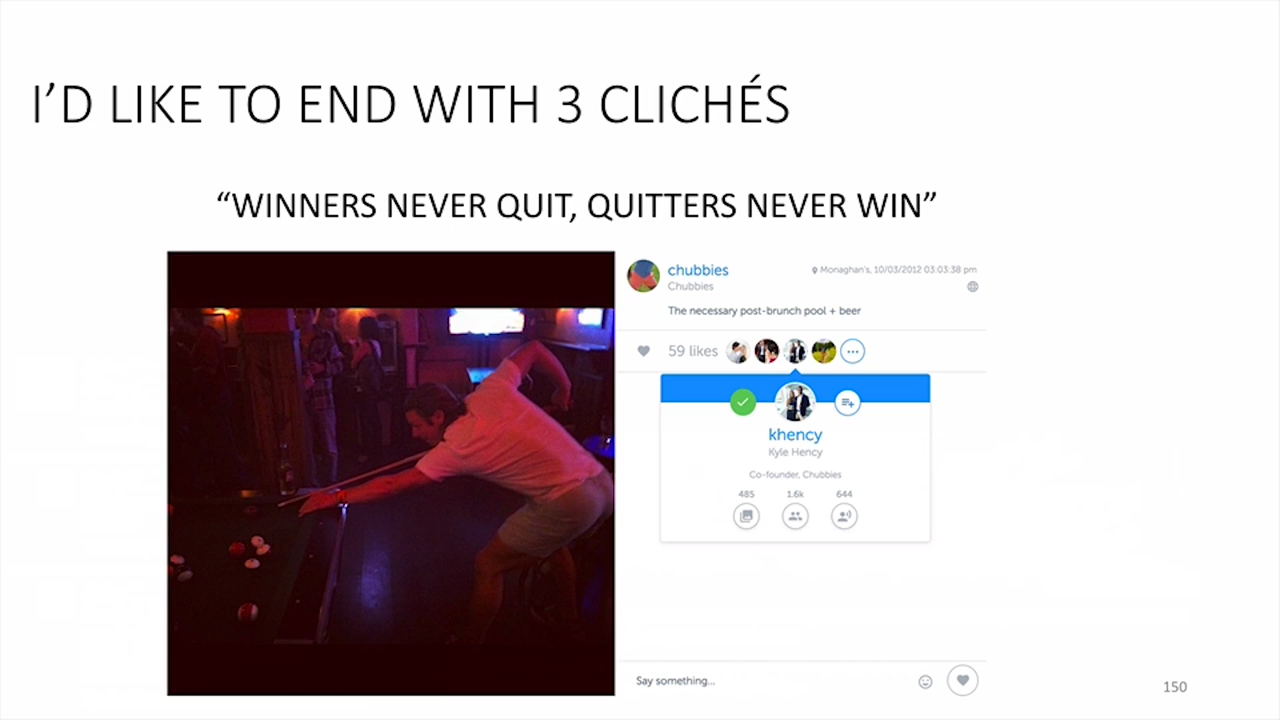 I'D LIKE TO END WITH 3 CLICHÉS
“WINNERS NEVER QUIT, QUITTERS NEVER WIN”
chubbies
Monaghan's, 10/03/2012 03:03:38 pm
Chubbies
The necessary post-brunch pool + beer
59 likes
khency
Kyle Hency
Co-founder, Chubbies
485 1.6k 644
Say something...
150